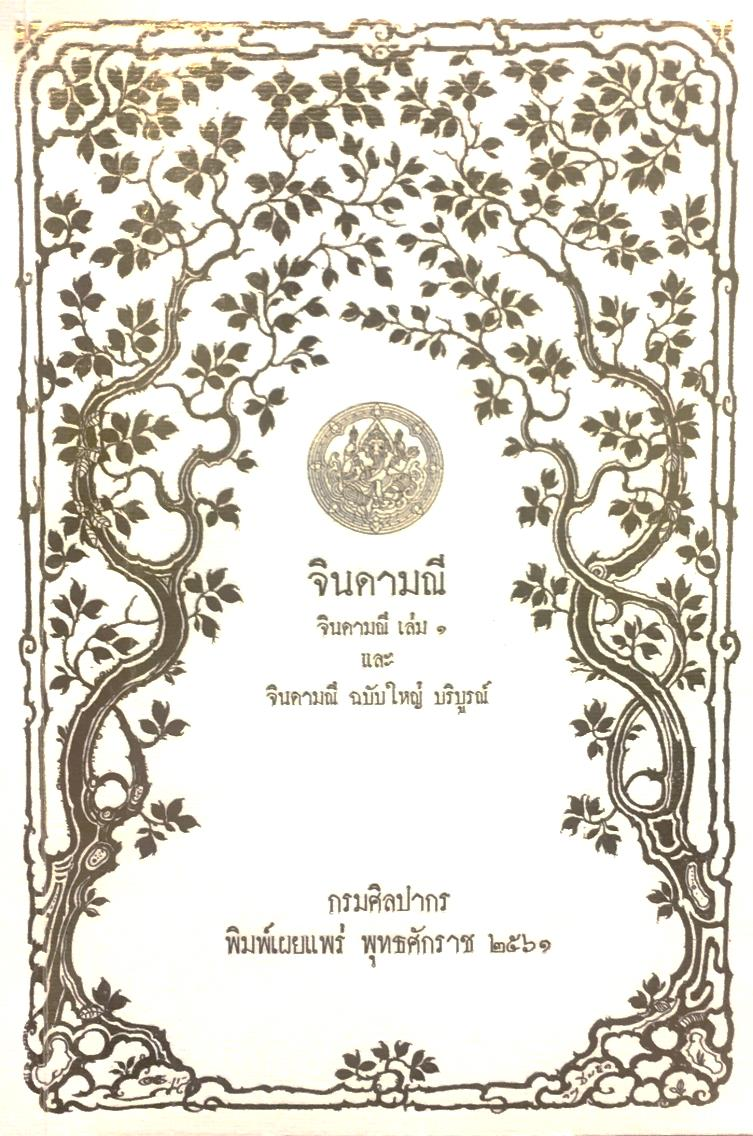 จินดามณี
จินดามณี เล่ม ๑
และ
จินดามณี ฉบับใหญ่ บริบูรณ์
กรมศิลปากร
พิมพ์เผยแพร่ พุทธศักราช ๒๕๖๑